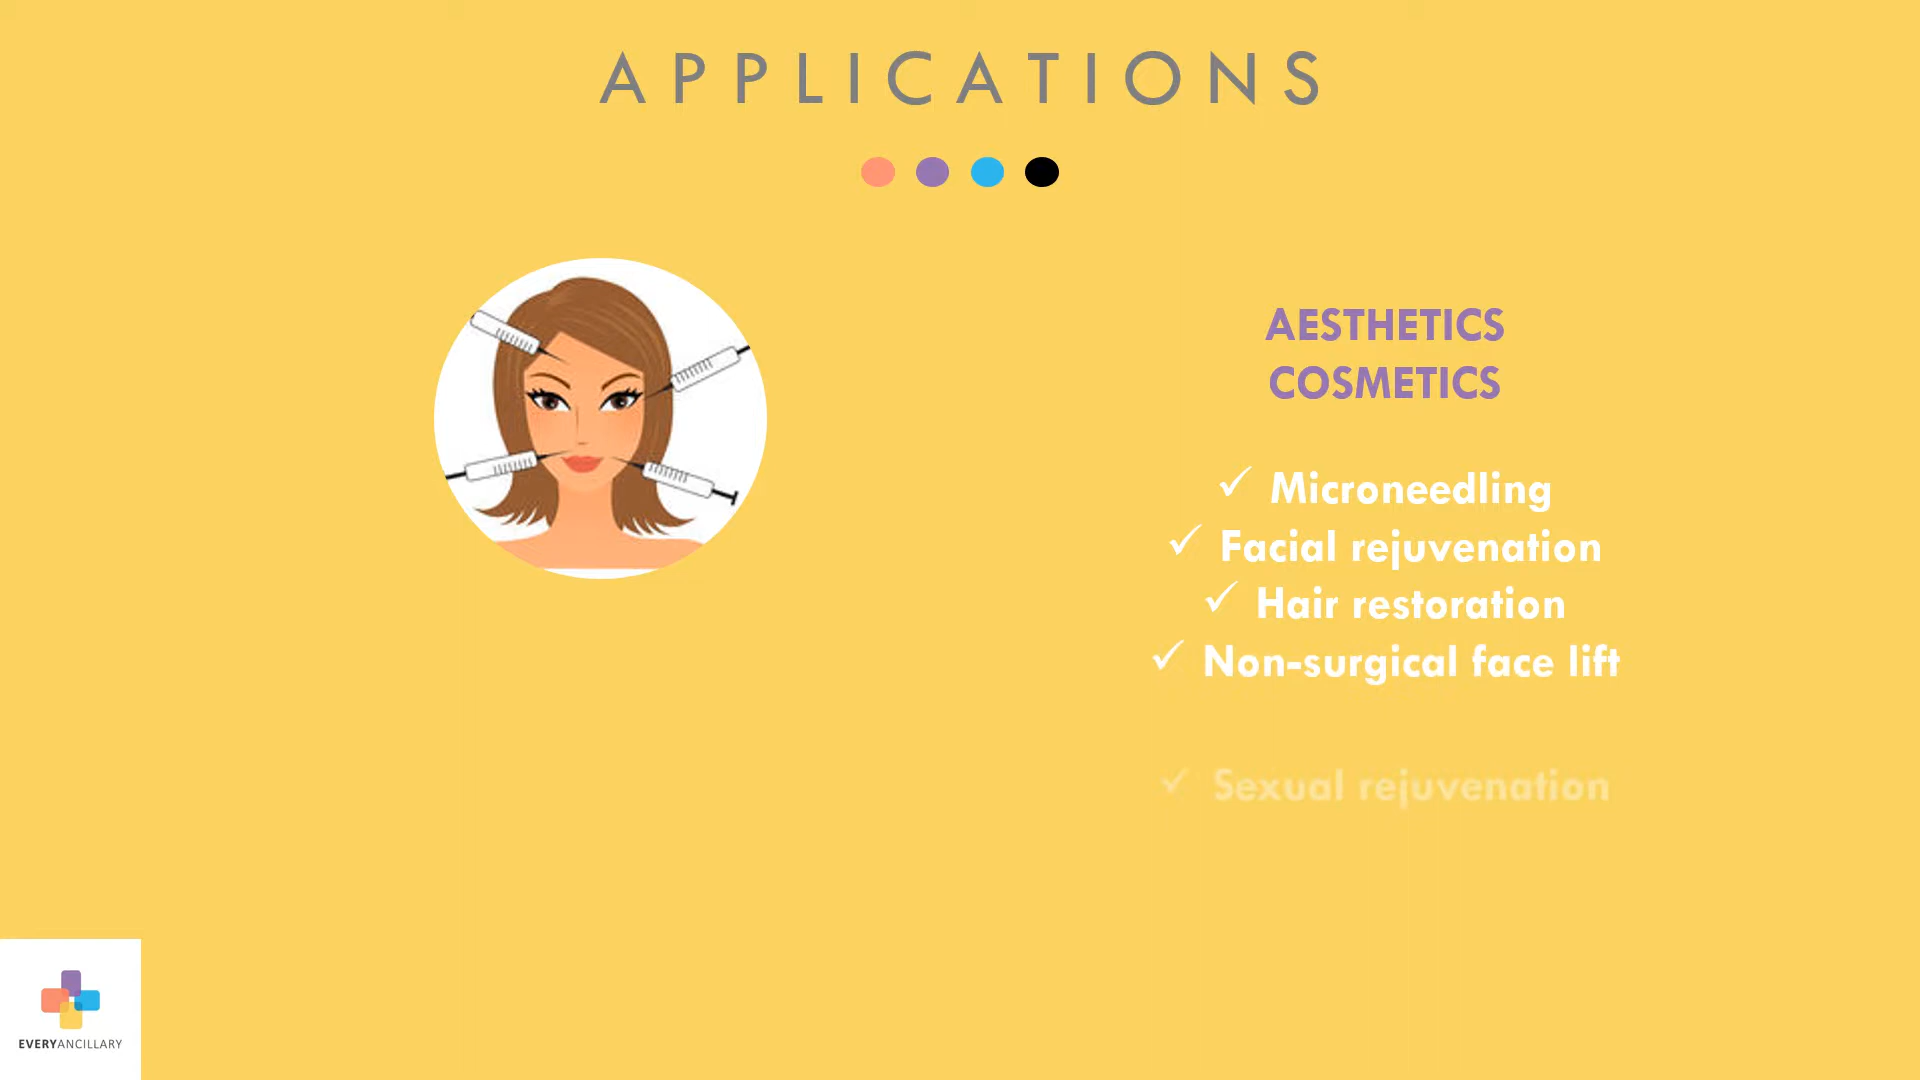 APPLICATIONS
AESTHETICS
COSMETICS
✓ Microneedling
✓ Facial rejuvenation
✓ Hair restoration
✓ Non-surgical face lift
✓ Sexual rejuvenation
EVERYANCILLARY